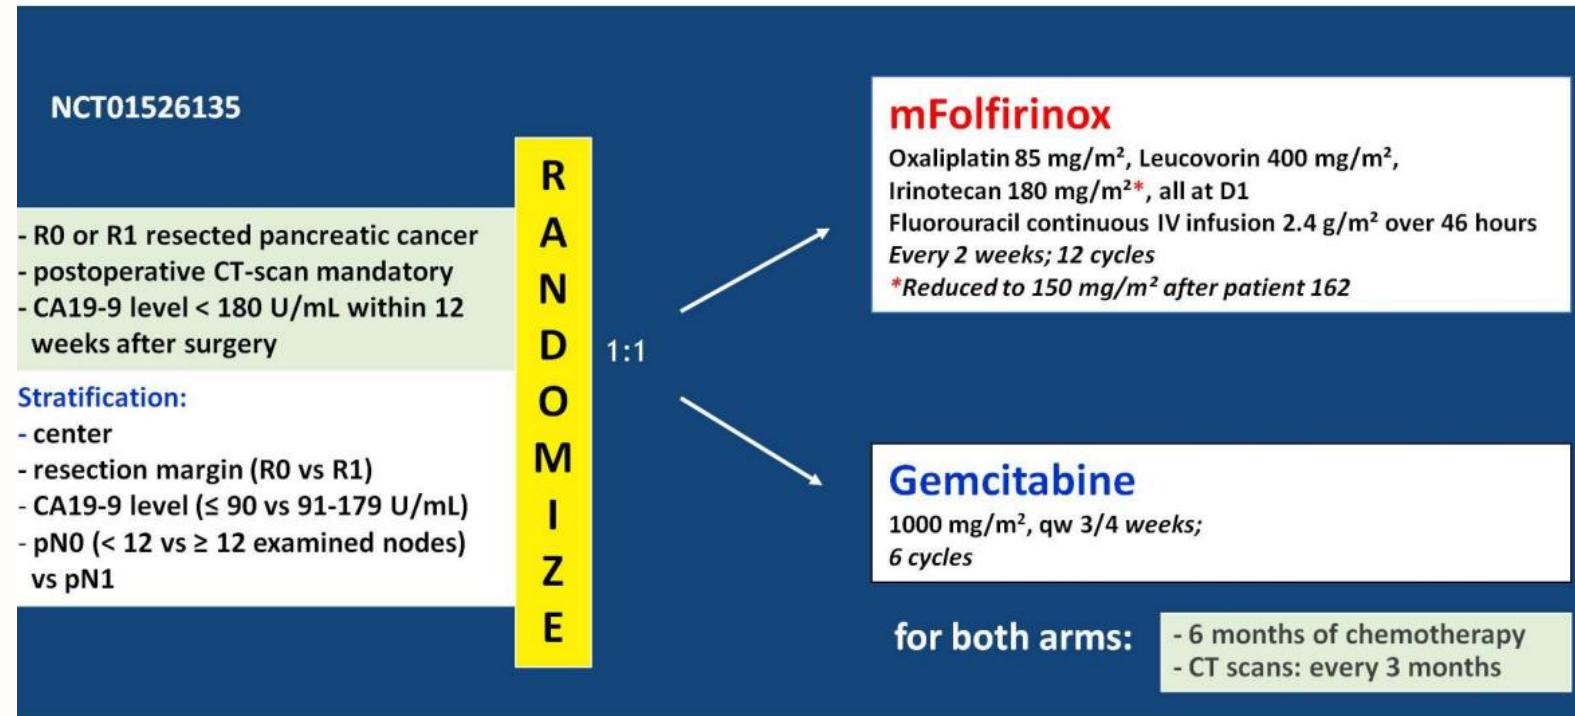 NCT01526135
- R0 or R1 resected pancreatic cancer
- postoperative CT-scan mandatory
- CA19-9 level < 180 U/mL within 12
weeks after surgery
Stratification:
- center
- resection margin (R0 vs R1)
- CA19-9 level (≤ 90 vs 91-179 U/mL)
- pN0 (< 12 vs ≥ 12 examined nodes)
vs pN1
R
A
N
D
O
M
I
Z
E
1:1
mFolfirinox
Oxaliplatin 85 mg/m², Leucovorin 400 mg/m²,
Irinotecan 180 mg/m²*, all at D1
Fluorouracil continuous IV infusion 2.4 g/m² over 46 hours
Every 2 weeks; 12 cycles
*Reduced to 150 mg/m² after patient 162
Gemcitabine
1000 mg/m², qw 3/4 weeks;
6 cycles
for both arms:
- 6 months of chemotherapy
- CT scans: every 3 months